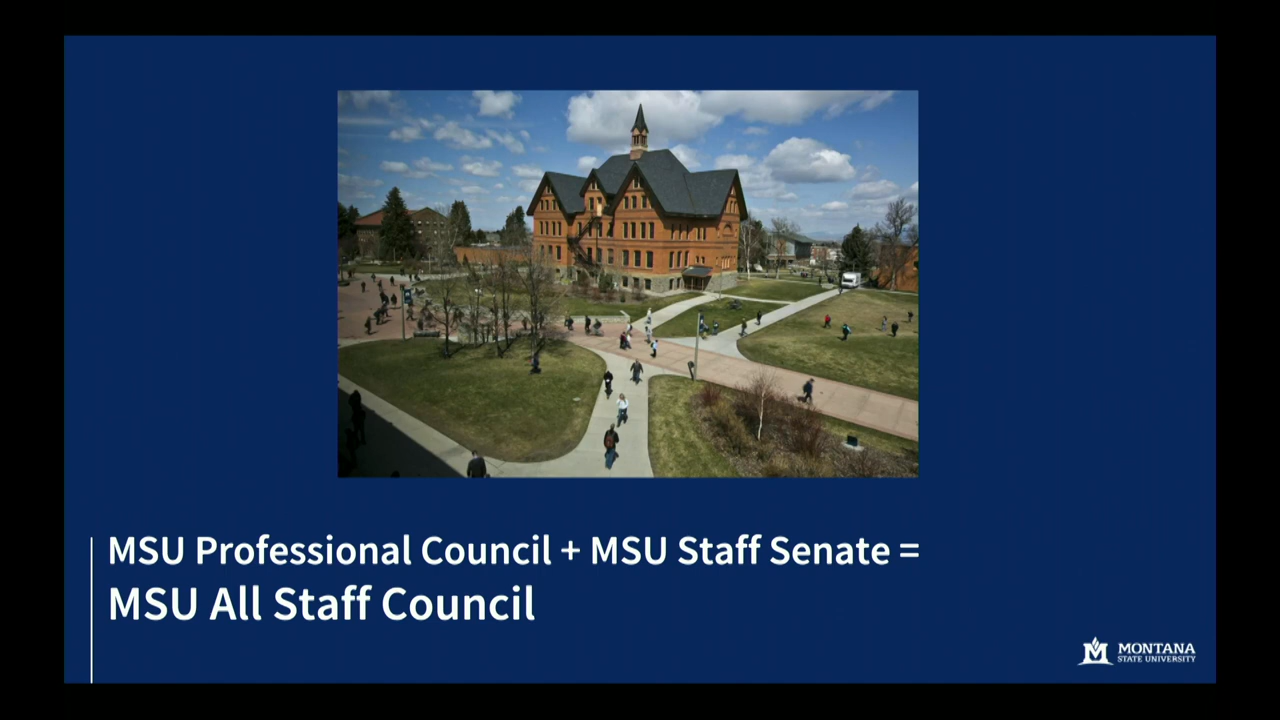 MSU Professional Council + MSU Staff Senate =
MSU All Staff Council
MONTANA
STATE UNIVERSITY